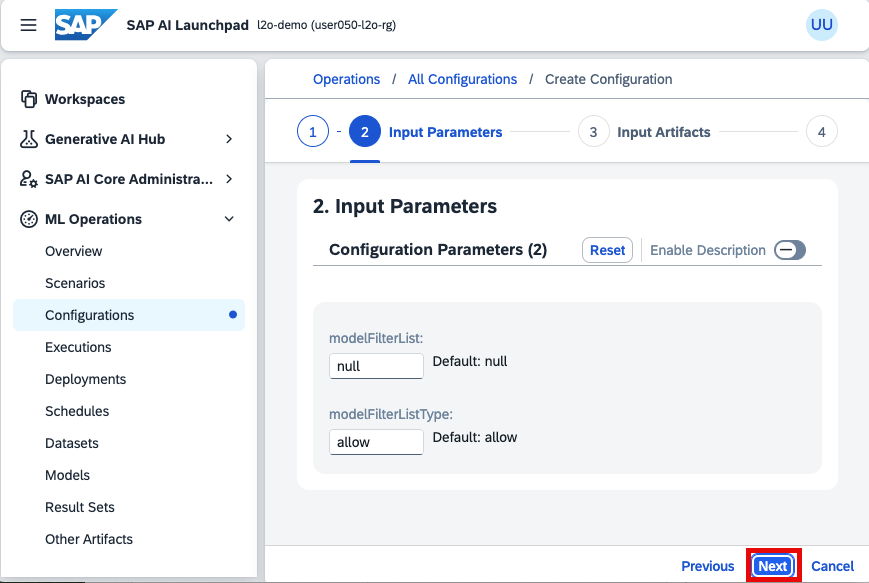 SAP SAP AI Launchpad l2o-demo (user050-l2o-rg) UU
Workspaces
Generative AI Hub
SAP AI Core Administra...
ML Operations
Overview
Scenarios
Configurations
Executions
Deployments
Schedules
Datasets
Models
Result Sets
Other Artifacts
Operations / All Configurations / Create Configuration
1 - 2 Input Parameters 3 Input Artifacts 4
2. Input Parameters
Configuration Parameters (2) Reset Enable Description
modelFilterList:
null Default: null
modelFilterListType:
allow Default: allow
Previous Next Cancel